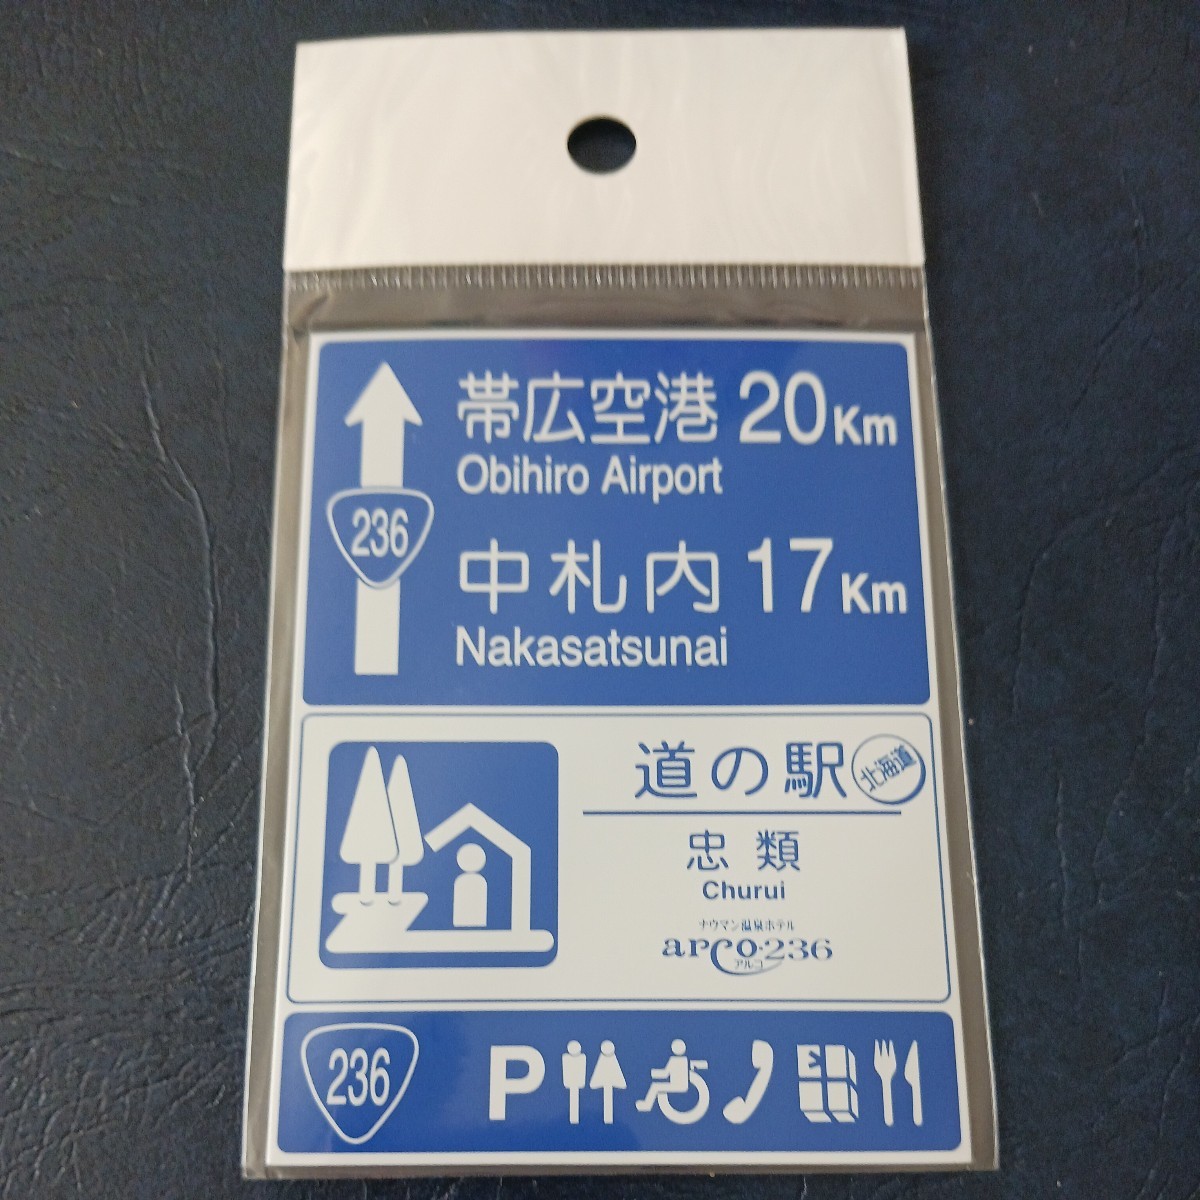 帯広空港 20Km
Obihiro Airport
236
中札内 17Km
Nakasatsunai
道の駅 北海道
忠類
Churui
ナウマン温泉ホテル
arco・236
アルコ
236
P